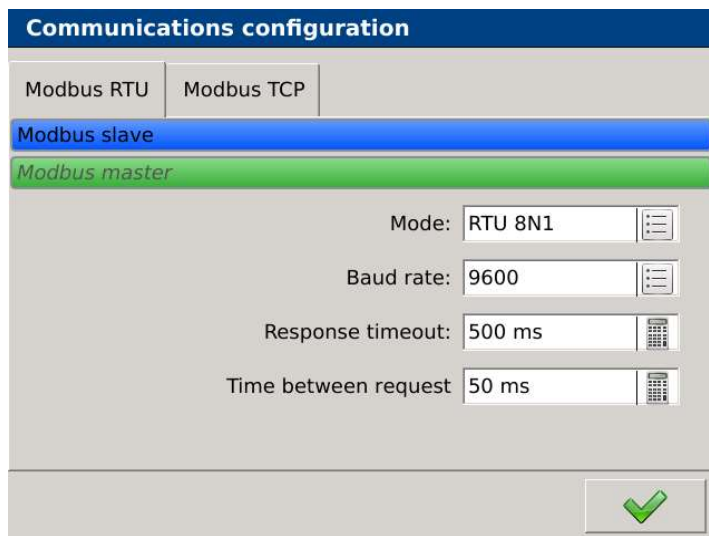 Communications configuration
Modbus RTU Modbus TCP
Modbus slave
Modbus master
Mode: RTU 8N1
Baud rate: 9600
Response timeout: 500 ms
Time between request 50 ms